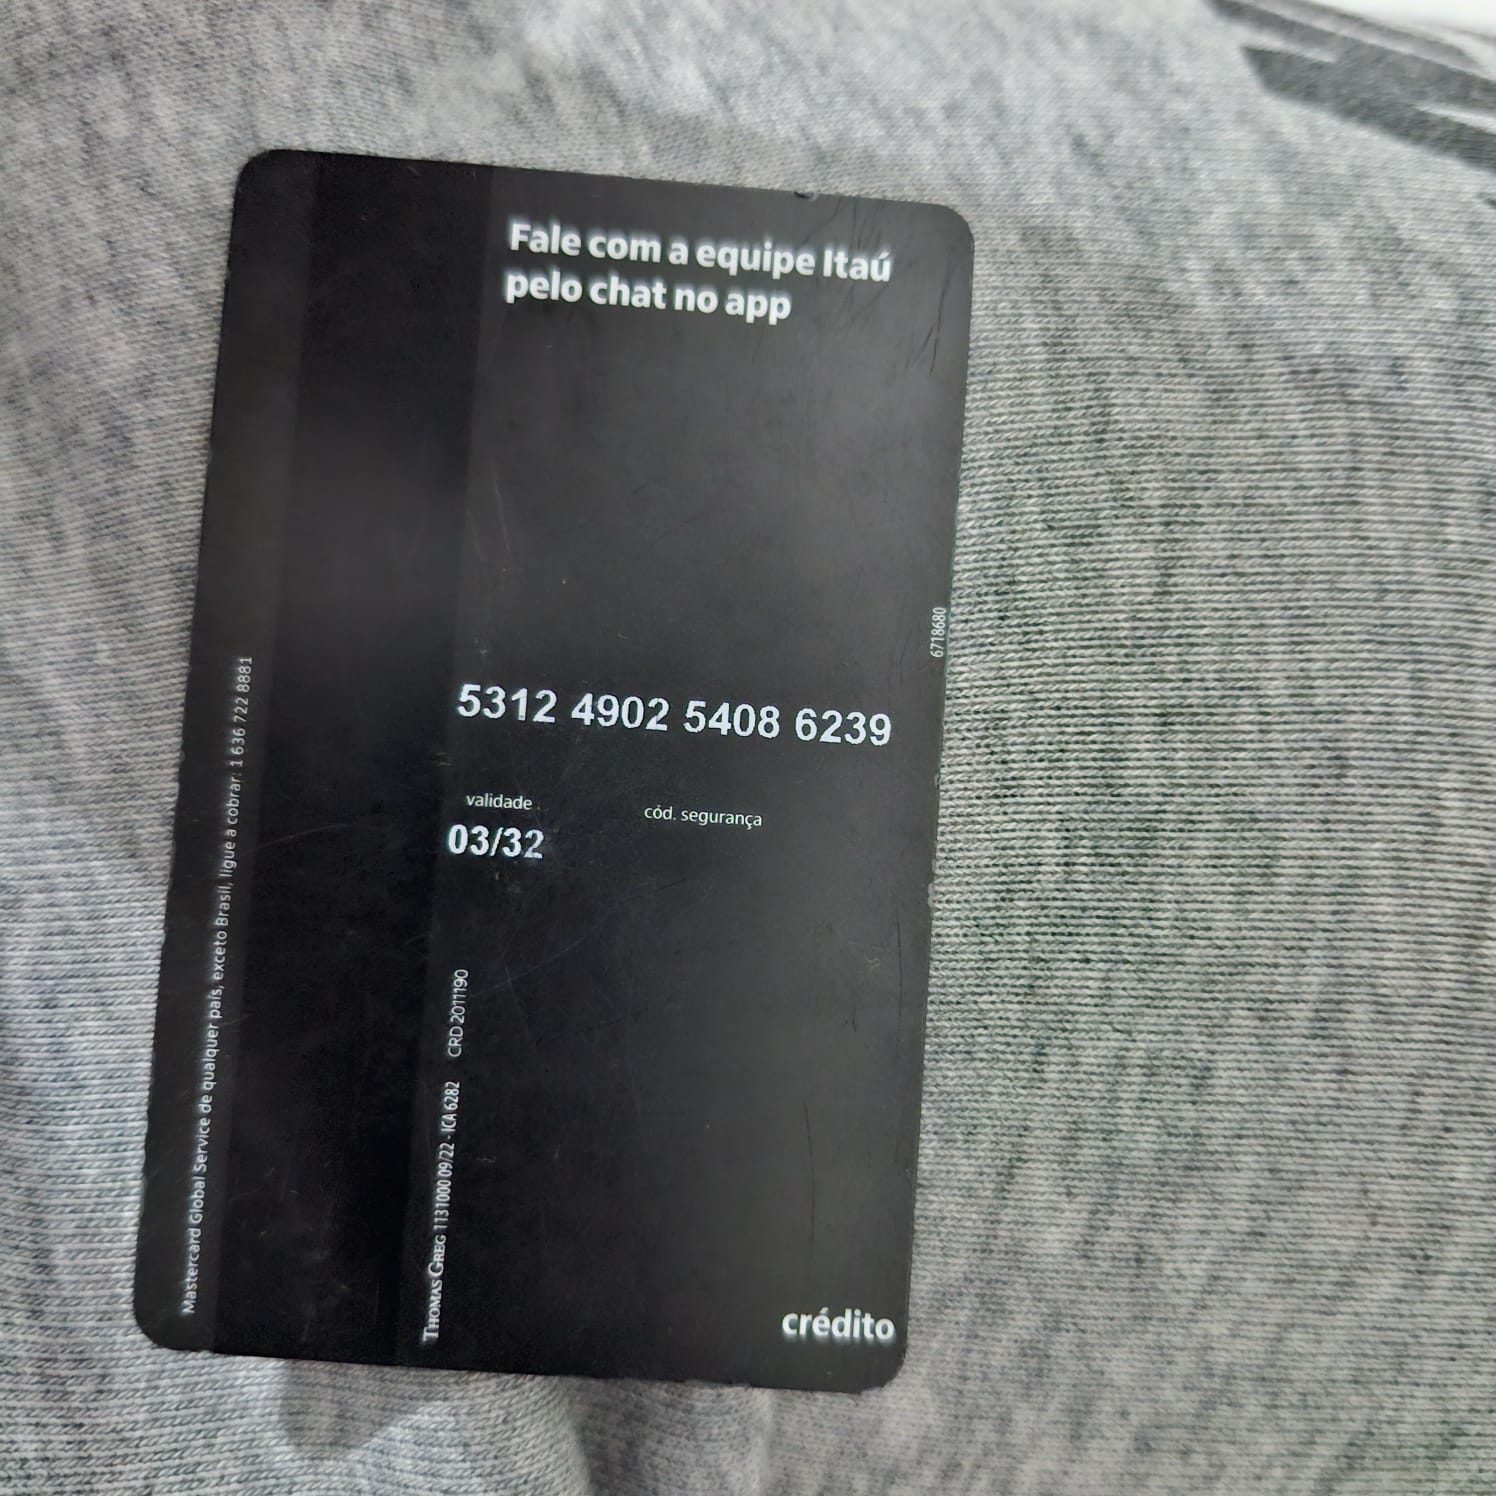 Fale com a equipe Itaú
pelo chat no app
5312 4902 5408 6239
validade
cód. segurança
03/32
crédito
Mastercard Global Service de qualquer país, exceto Brasil, ligue a cobrar: 1 636 722 8881
THOMAS GREG 1131000 09/22 - ICA 6282 CRD 2011190
6718680